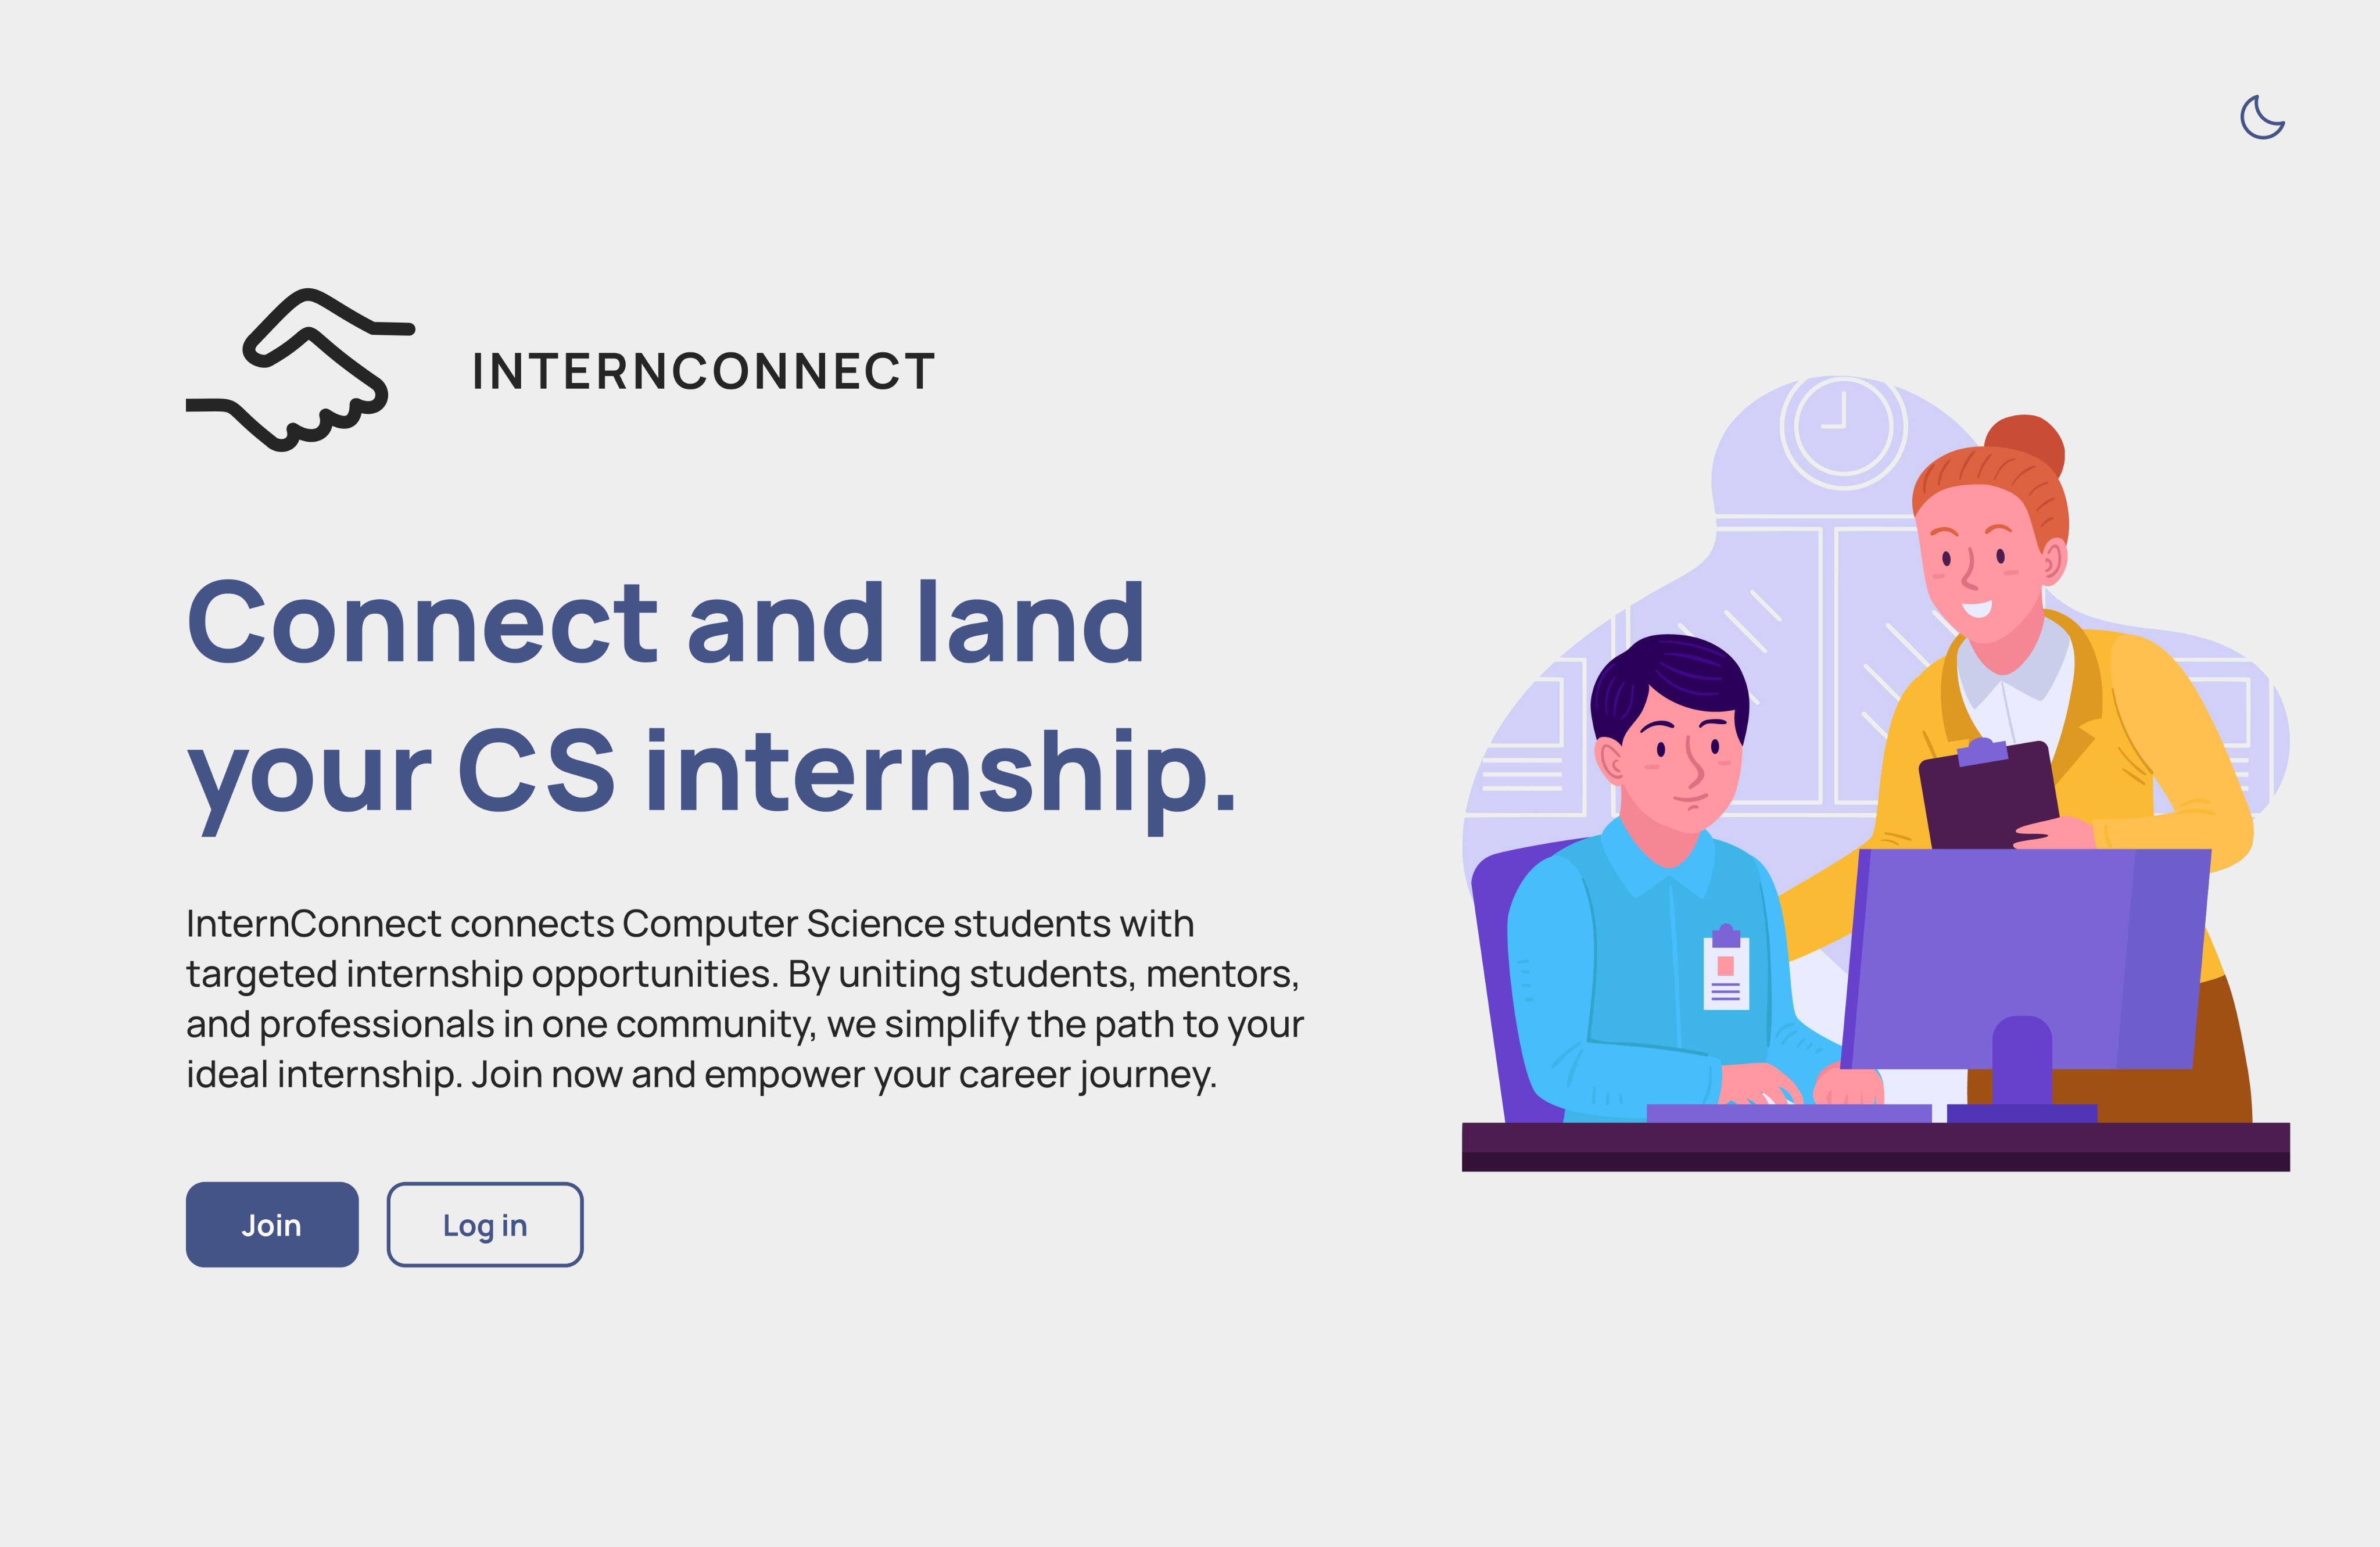 INTERNCONNECT
Connect and land
your CS internship.
InternConnect connects Computer Science students with
targeted internship opportunities. By uniting students, mentors,
and professionals in one community, we simplify the path to your
ideal internship. Join now and empower your career journey.
Join
Log in